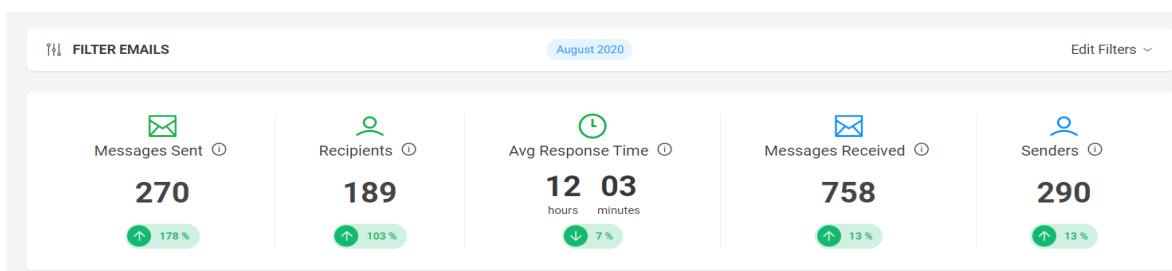 FILTER EMAILS August 2020 Edit Filters
Messages Sent Recipients Avg Response Time Messages Received Senders
270 189 12 03 758 290
hours minutes
178 % 103 % 7 % 13 % 13 %